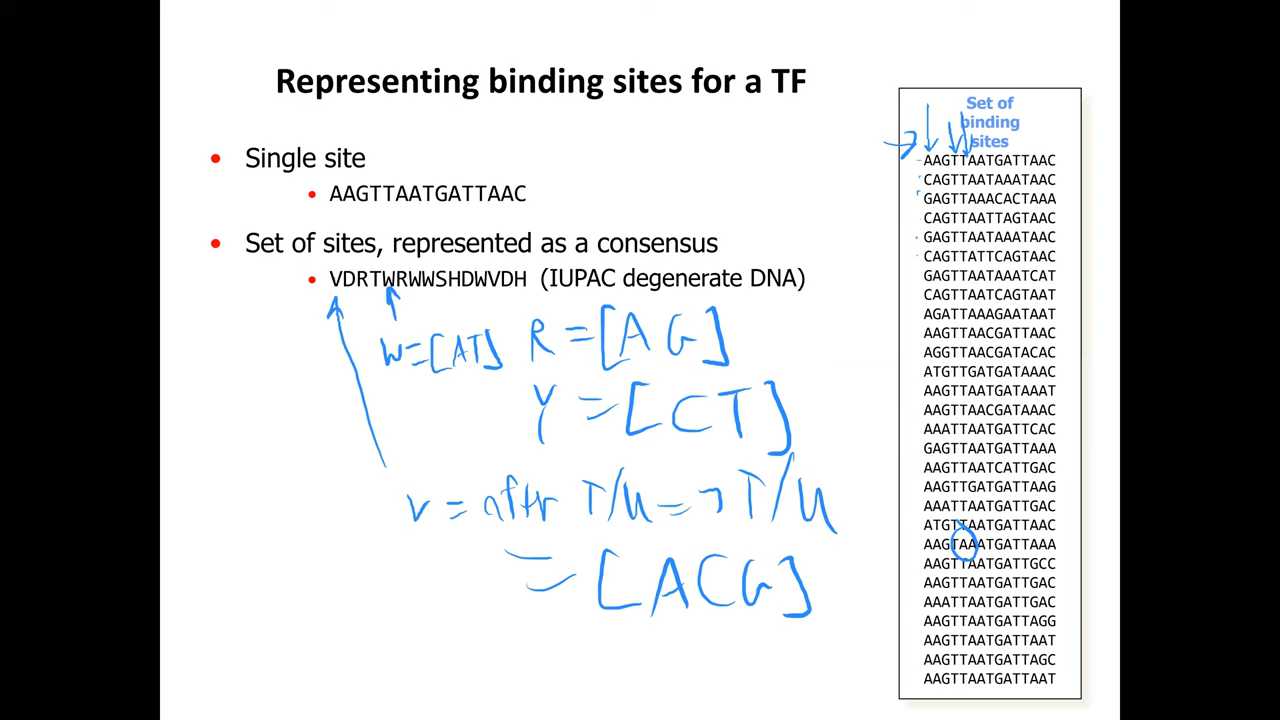 Representing binding sites for a TF
• Single site
• AAGTTAATGATTAAC
• Set of sites, represented as a consensus
• VDRTWRWWSHDWVDH (IUPAC degenerate DNA)
W=[AT]
R=[AG]
Y=[CT]
V = aftr T/U = ¬T/U
= [ACG]
Set of
binding
sites
AAGTTAATGATTAAC
CAGTTAATAAATAAC
GAGTTAAACACTAAA
CAGTTAATTAGTAAC
GAGTTAATAAATAAC
CAGTTATTCAGTAAC
GAGTTAATAAATCAT
CAGTTAATCAGTAAT
AGATTAAAGAATAAT
AAGTTAACGATTAAC
AGGTTAACGATACAC
ATGTTGATGATAAAC
AAGTTAATGATAAAT
AAGTTAACGATAAAC
AAATTAATGATTCAC
GAGTTAATGATTAAA
AAGTTAATCATTGAC
AAGTTGATGATTAAG
AAATTAATGATTGAC
ATGTTAATGATTAAC
AAGTAAATGATTAAA
AAGTTAATGATTGCC
AAGTTAATGATTGAC
AAATTAATGATTGAC
AAGTTAATGATTAGG
AAGTTAATGATTAAT
AAGTTAATGATTAGC
AAGTTAATGATTAAT